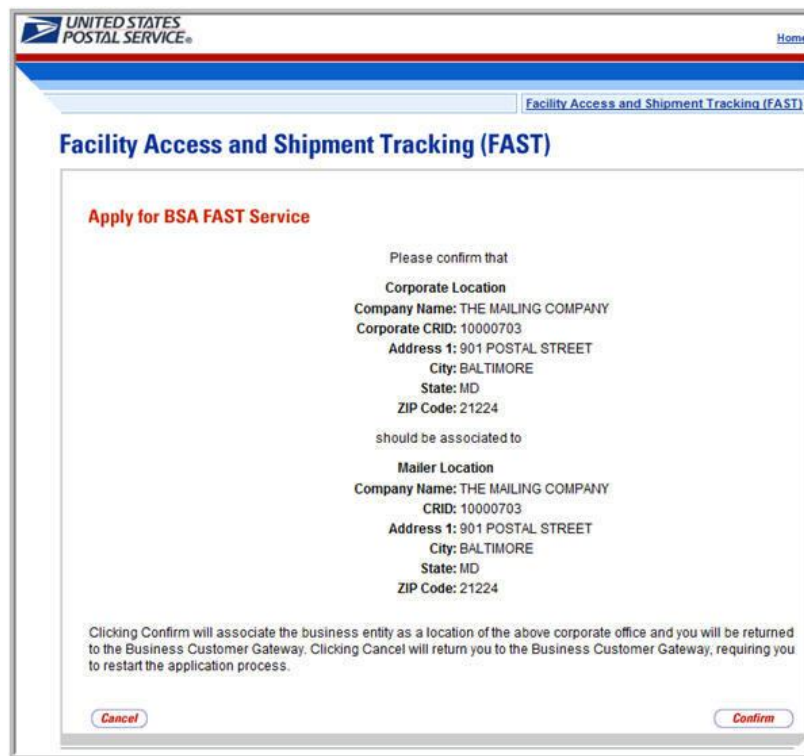 UNITED STATES
POSTAL SERVICE®
Home
Facility Access and Shipment Tracking (FAST)
Facility Access and Shipment Tracking (FAST)
Apply for BSA FAST Service
Please confirm that
Corporate Location
Company Name: THE MAILING COMPANY
Corporate CRID: 10000703
Address 1: 901 POSTAL STREET
City: BALTIMORE
State: MD
ZIP Code: 21224
should be associated to
Mailer Location
Company Name: THE MAILING COMPANY
CRID: 10000703
Address 1: 901 POSTAL STREET
City: BALTIMORE
State: MD
ZIP Code: 21224
Clicking Confirm will associate the business entity as a location of the above corporate office and you will be returned
to the Business Customer Gateway. Clicking Cancel will return you to the Business Customer Gateway, requiring you
to restart the application process.
Cancel
Confirm